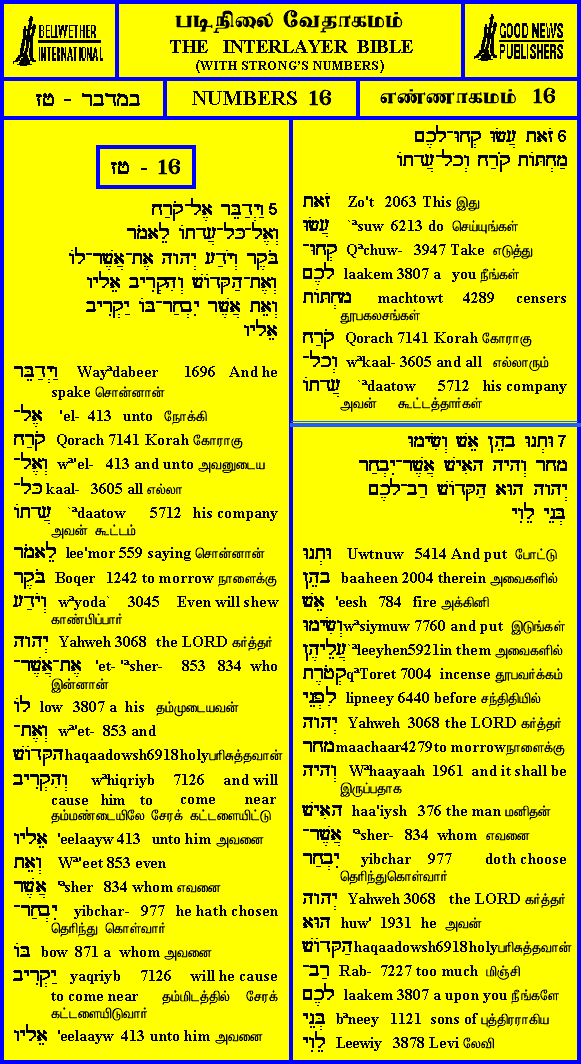 BELLWETHER
INTERNATIONAL
படிநிலை வேதாகமம்
THE INTERLAYER BIBLE
(WITH STRONG'S NUMBERS)
GOOD NEWS
PUBLISHERS
במדבר - טז
NUMBERS 16
எண்ணாகமம் 16
טז - 16
5 וַיְדַבֵּר אֶל־קֹרַח
וְאֶל־כָּל־עֲדָתוֹ לֵאמֹר
בֹּקֶר וְיֹדַע יְהוָה אֶת־אֲשֶׁר־לוֹ
וְאֶת־הַקָּדוֹשׁ וְהִקְרִיב אֵלָיו
וְאֵת אֲשֶׁר יִבְחַר־בּוֹ יַקְרִיב
אֵלָיו
וַיְדַבֵּר Wayªdabeer 1696 And he
spake சொன்னான்
אֶל־ 'el- 413 unto நோக்கி
קֹרַח Qorach 7141 Korah கோராகு
וְאֶל־ wª'el- 413 and unto அவனுடைய
כָּל־ kaal- 3605 all எல்லா
עֲדָתוֹ `ªdaatow 5712 his company
அவன் கூட்டம்
לֵאמֹר lee'mor 559 saying சொன்னான்
בֹּקֶר Boqer 1242 to morrow நாளைக்கு
וְיֹדַע wªyoda` 3045 Even will shew
காண்பிப்பார்
יְהוָה Yahweh 3068 the LORD கர்த்தர்
אֶת־אֲשֶׁר־ 'et- 'ªsher- 853 834 who
இன்னான்
לוֹ low 3807 a his தம்முடையவன்
וְאֶת־ wª'et- 853 and
הַקָּדוֹשׁ haqaadowsh6918holyபரிசுத்தவான்
וְהִקְרִיב wªhiqriyb 7126 and will
cause him to come near
தம்மண்டையிலே சேரக் கட்டளையிட்டு
אֵלָיו 'eelaayw 413 unto him அவனை
וְאֵת Wª'eet 853 even
אֲשֶׁר ªsher 834 whom எவனை
יִבְחַר־ yibchar- 977 he hath chosen
தெரிந்து கொள்வார்
בּוֹ bow 871 a whom அவனை
יַקְרִיב yaqriyb 7126 will he cause
to come near தம்மிடத்தில் சேரக்
கட்டளையிடுவார்
אֵלָיו 'eelaayw 413 unto him அவனை
6 זֹאת עֲשׂוּ קְחוּ־לָכֶם
מַחְתּוֹת קֹרַח וְכָל־עֲדָתוֹ
זֹאת Zo't 2063 This இது
עֲשׂוּ `ªsuw 6213 do செய்யுங்கள்
קְחוּ־ Qªchuw- 3947 Take எடுத்து
לָכֶם laakem 3807 a you நீங்கள்
מַחְתּוֹת machtowt 4289 censers
தூபகலசங்கள்
קֹרַח Qorach 7141 Korah கோராகு
וְכָל־ wªkaal- 3605 and all எல்லாரும்
עֲדָתוֹ `ªdaatow 5712 his company
அவன் கூட்டத்தார்கள்
7 וּתְנוּ בָהֵן אֵשׁ וְשִׂימוּ
מָחָר וְהָיָה הָאִישׁ אֲשֶׁר־יִבְחַר
יְהוָה הוּא הַקָּדוֹשׁ רַב־לָכֶם
בְּנֵי לֵוִי
וּתְנוּ Uwtnuw 5414 And put போட்டு
בָהֵן baaheen 2004 therein அவைகளில்
אֵשׁ 'eesh 784 fire அக்கினி
וְשִׂימוּ wªsiymuw 7760 and put இடுங்கள்
עֲלֵיהֶן `ªleeyhen5921in them அவைகளில்
קְטֹרֶת qªToret 7004 incense தூபவர்க்கம்
לִפְנֵי lipneey 6440 before சந்நிதியில்
יְהוָה Yahweh 3068 the LORD கர்த்தர்
מָחָר maachaar4279to morrowநாளைக்கு
וְהָיָה Wªhaayaah 1961 and it shall be
இருப்பதாக
הָאִישׁ haa'iysh 376 the man மனிதன்
אֲשֶׁר־ ªsher- 834 whom எவனை
יִבְחַר yibchar 977 doth choose
தெரிந்துகொள்வார்
יְהוָה Yahweh 3068 the LORD கர்த்தர்
הוּא huw' 1931 he அவன்
הַקָּדוֹשׁ haqaadowsh6918holyபரிசுத்தவான்
רַב־ Rab- 7227 too much மிஞ்சி
לָכֶם laakem 3807 a upon you நீங்களே
בְּנֵי bªneey 1121 sons of புத்திரராகிய
לֵוִי Leewiy 3878 Levi லேவி